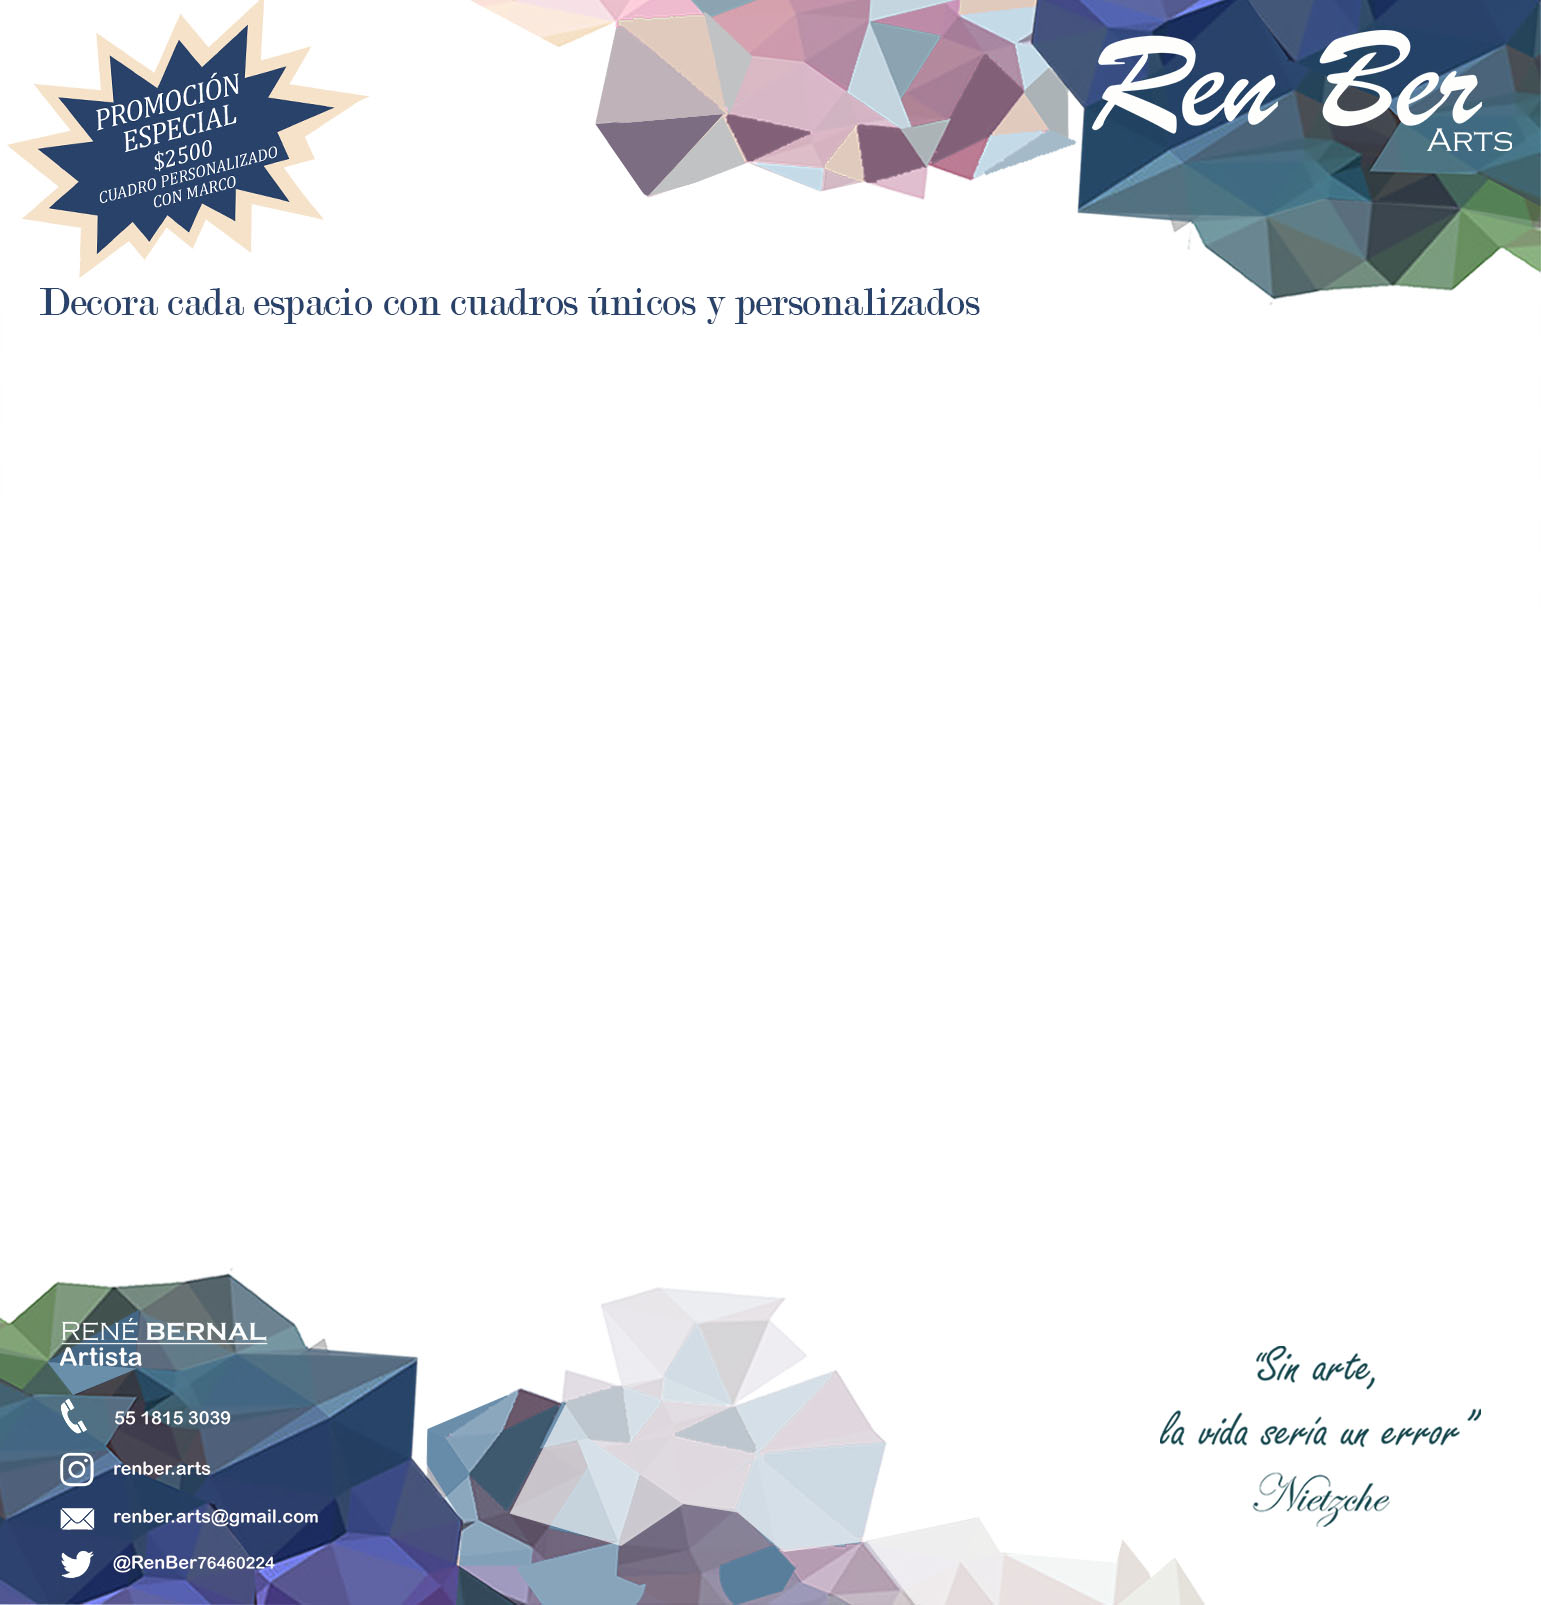 PROMOCIÓN
ESPECIAL
$2500
CUADRO PERSONALIZADO
CON MARCO
Ren Ber
ARTS
Decora cada espacio con cuadros únicos y personalizados
RENÉ BERNAL
Artista
55 1815 3039
renber.arts
renber.arts@gmail.com
@RenBer76460224
“Sin arte,
la vida sería un error”
Nietzche